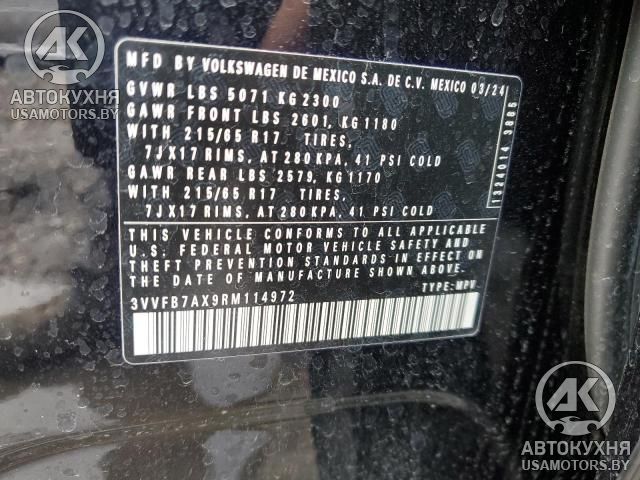 АК
АВТОКУХНЯ
USAMOTORS.BY
MFD BY VOLKSWAGEN DE MEXICO S.A. DE C.V. MEXICO 03/24
GVWR LBS 5071 KG 2300
GAWR FRONT LBS 2601, KG 1180
WITH 215/65 R17 TIRES,
7JX17 RIMS, AT 280 KPA, 41 PSI COLD
GAWR REAR LBS 2579, KG 1170
WITH 215/65 R17 TIRES,
7JX17 RIMS, AT 280 KPA, 41 PSI COLD
1324014 3885
THIS VEHICLE CONFORMS TO ALL APPLICABLE
U.S. FEDERAL MOTOR VEHICLE SAFETY AND
THEFT PREVENTION STANDARDS IN EFFECT ON
THE DATE OF MANUFACTURE SHOWN ABOVE.
3VVFB7AX9RM114972 TYPE: MPV
АК
АВТОКУХНЯ
USAMOTORS.BY